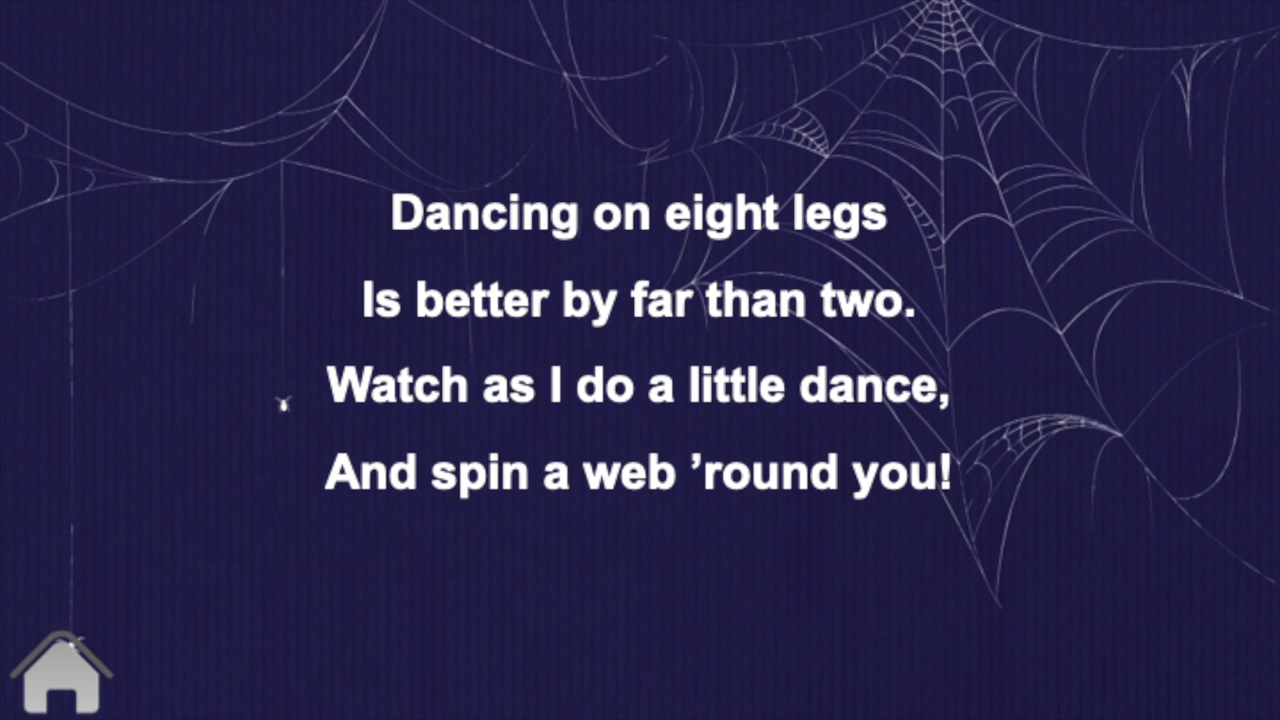 Dancing on eight legs
Is better by far than two.
Watch as I do a little dance,
And spin a web ’round you!